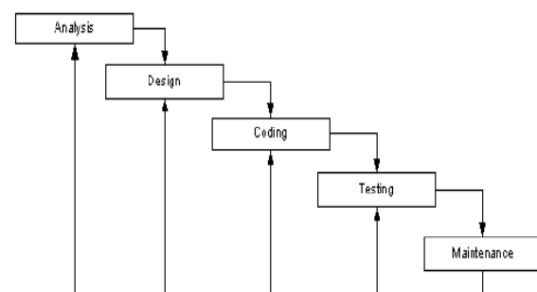 Analysis
Design
Coding
Testing
Maintenance